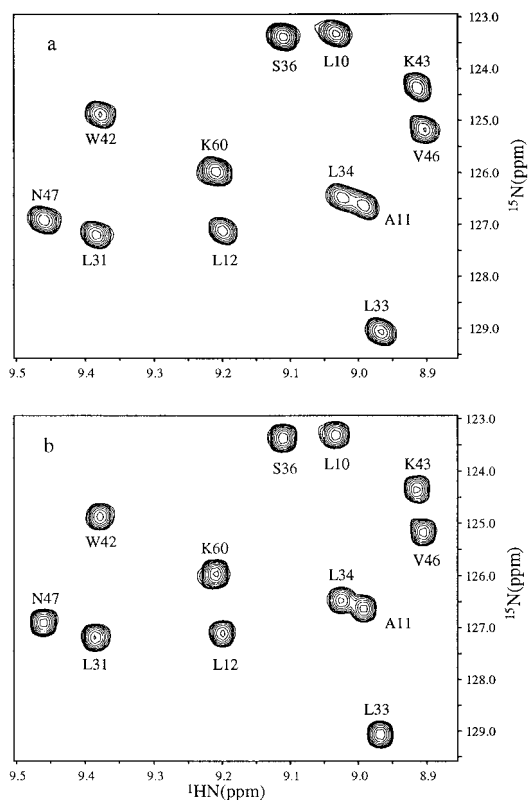 a
123.0
S36 L10 K43
124.0
W42
125.0
K60 V46
126.0
L34
N47
A11
127.0
L31 L12
128.0
L33
129.0
¹⁵N(ppm)
9.5 9.4 9.3 9.2 9.1 9.0 8.9
b
123.0
S36 L10 K43
124.0
W42
125.0
K60 V46
126.0
L34
N47
A11
127.0
L31 L12
128.0
L33
129.0
¹⁵N(ppm)
9.5 9.4 9.3 9.2 9.1 9.0 8.9
¹HN(ppm)